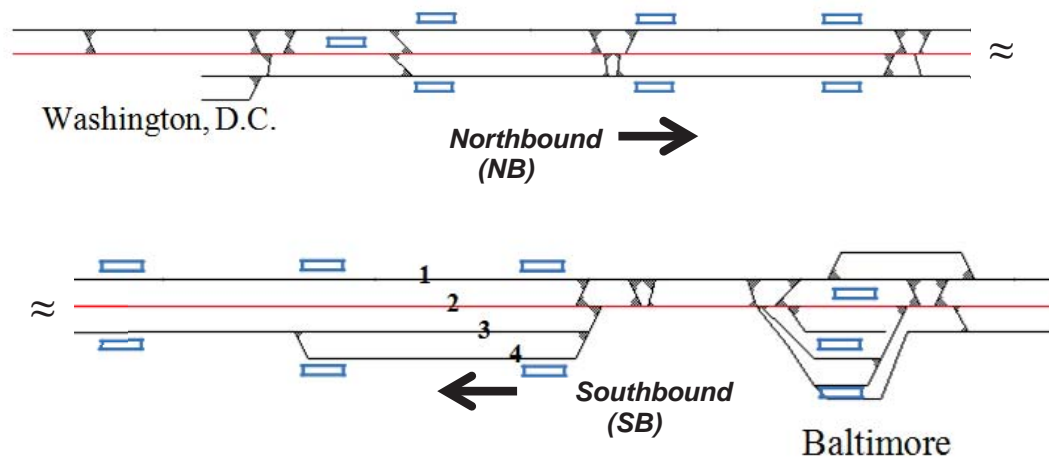 ≈
Washington, D.C.
Northbound
(NB)
≈
1
2
3
4
Southbound
(SB)
Baltimore